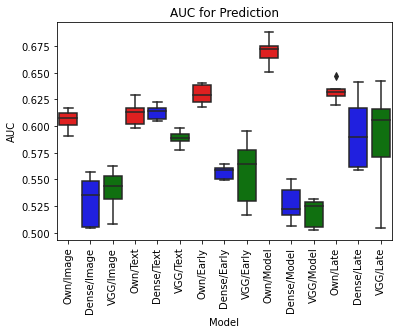 AUC for Prediction
AUC
0.675
0.650
0.625
0.600
0.575
0.550
0.525
0.500
Own/Image
Dense/Image
VGG/Image
Own/Text
Dense/Text
VGG/Text
Own/Early
Dense/Early
VGG/Early
Own/Model
Dense/Model
VGG/Model
Own/Late
Dense/Late
VGG/Late
Model